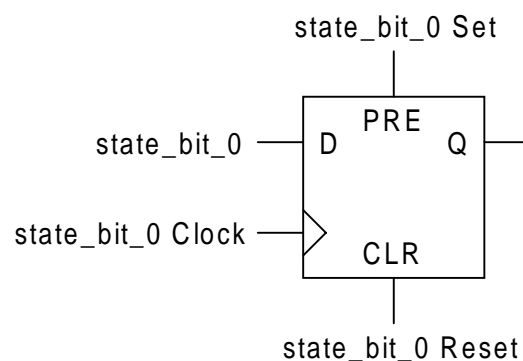 state_bit_0 Set
PRE
state_bit_0 D Q
state_bit_0 Clock
CLR
state_bit_0 Reset